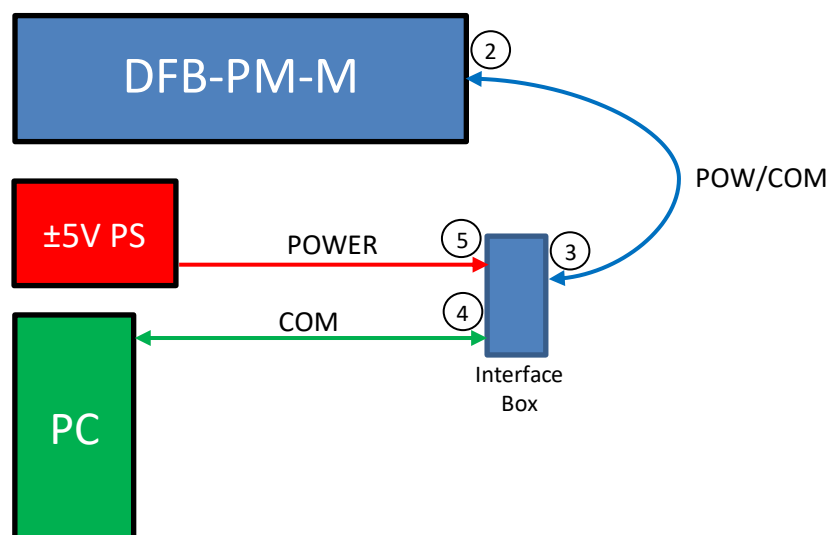 DFB-PM-M
2
POW/COM
±5V PS
POWER
5
3
COM
4
Interface
Box
PC